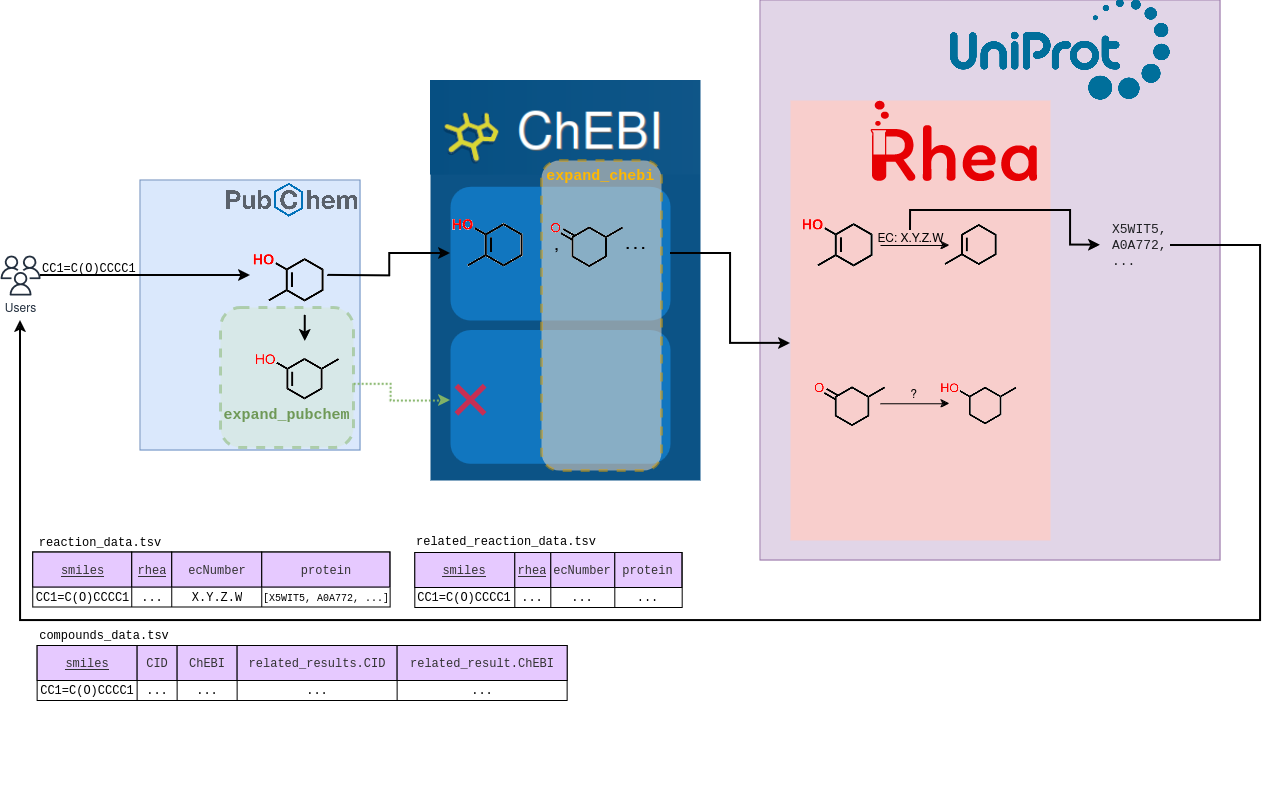 UniProt
ChEBI
Rhea
expand_chebi
PubChem
HO
HO
O
, ...
HO
EC: X.Y.Z.W
X5WIT5,
A0A772,
...
CC1=C(O)CCCC1
Users
HO
expand_pubchem
O
?
HO
reaction_data.tsv
smiles rhea ecNumber protein
CC1=C(O)CCCC1 ... X.Y.Z.W [X5WIT5, A0A772, ...]
related_reaction_data.tsv
smiles rhea ecNumber protein
CC1=C(O)CCCC1 ... ... ...
compounds_data.tsv
smiles CID ChEBI related_results.CID related_result.ChEBI
CC1=C(O)CCCC1 ... ... ... ...